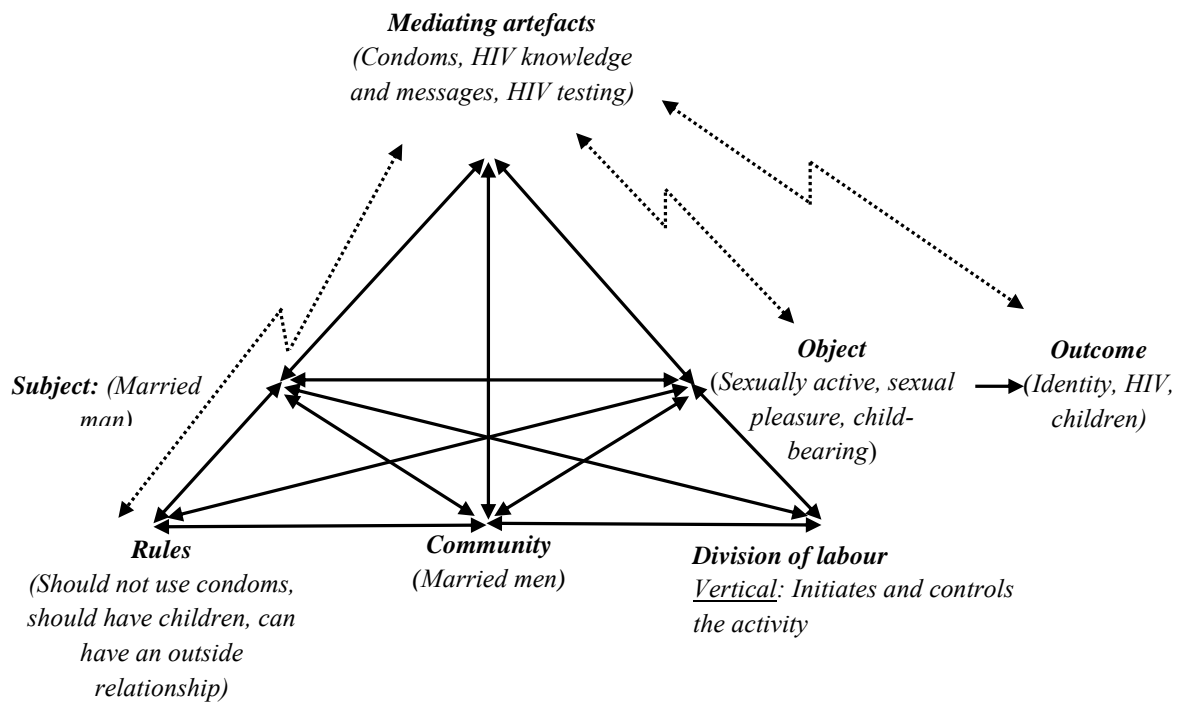 Mediating artefacts
(Condoms, HIV knowledge
and messages, HIV testing)
Subject: (Married
man)
Object
(Sexually active, sexual
pleasure, child-
bearing)
Outcome
(Identity, HIV,
children)
Rules
(Should not use condoms,
should have children, can
have an outside
relationship)
Community
(Married men)
Division of labour
Vertical: Initiates and controls
the activity